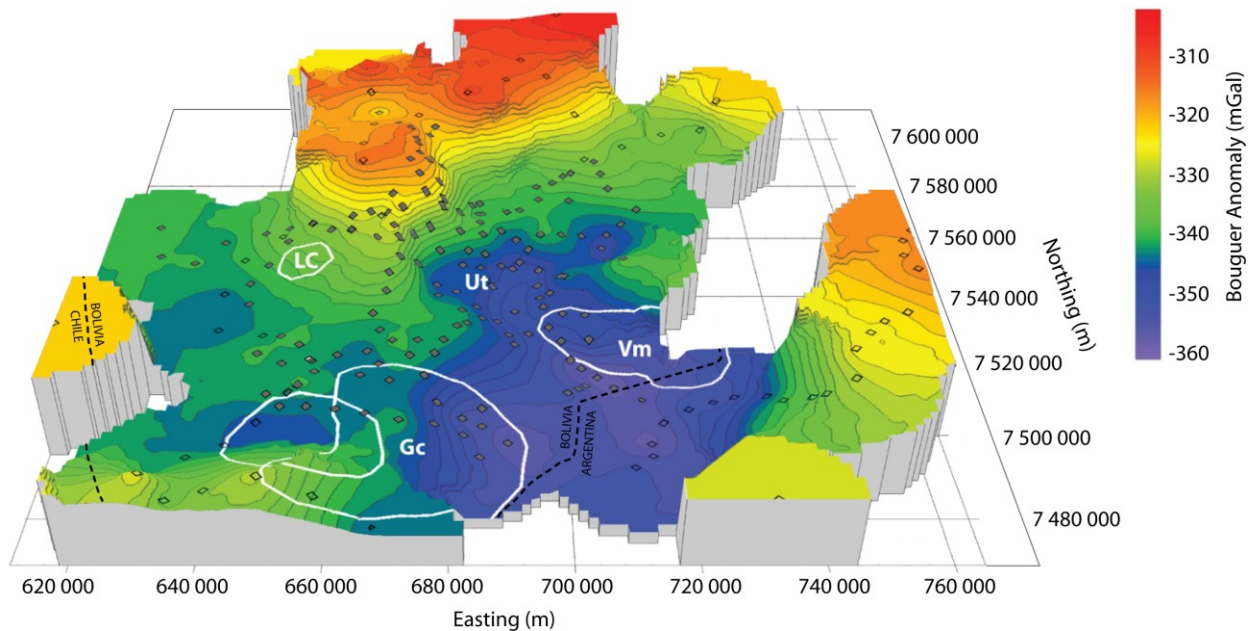 -310
-320
-330
-340
-350
-360
Bouguer Anomaly (mGal)
7 600 000
7 580 000
7 560 000
7 540 000
7 520 000
7 500 000
7 480 000
Northing (m)
LC
Ut
Vm
Gc
BOLIVIA
CHILE
BOLIVIA
ARGENTINA
620 000 640 000 660 000 680 000 700 000 720 000 740 000 760 000
Easting (m)